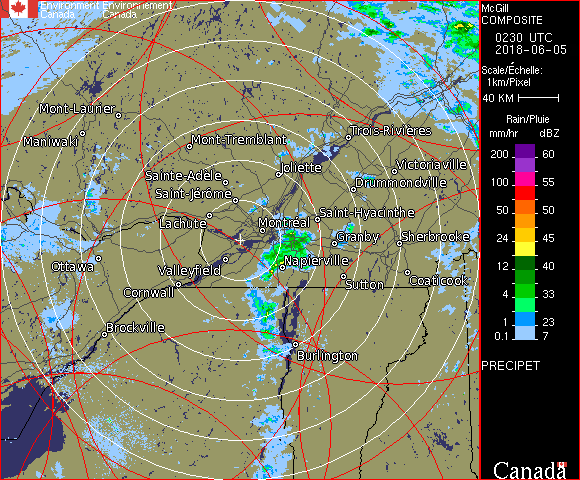 Environment Environnement
Canada Canada
McGill
COMPOSITE
0230 UTC
2018-06-05
Scale/Échelle:
1km/Pixel
40 KM
Rain/Pluie
mm/hr dBZ
200 60
155
100 55
50 50
24 45
12 40
4 33
1 23
0.1 7
PRECIPET
Canada
Mont-Laurier
Maniwaki
Mont-Tremblant
Trois-Rivières
Joliette
Victoriaville
Sainte-Adèle
Drummondville
Saint-Jérôme
Saint-Hyacinthe
Lachute
Montréal
Granby
Sherbrooke
Ottawa
Valleyfield
Napierville
Sutton
Coaticook
Cornwall
Brockville
Burlington